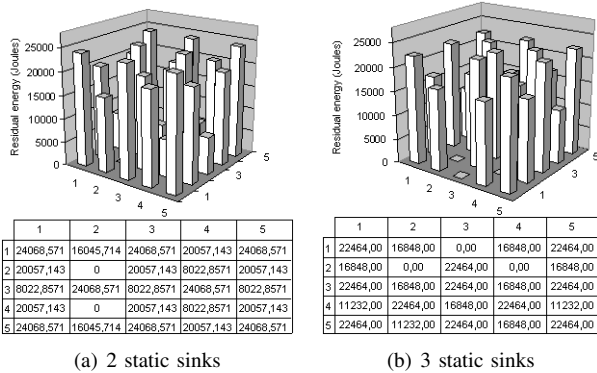 Residual energy (Joules)
25000
20000
15000
10000
5000
0
1
2
3
4
5
1
3
5
1 2 3 4 5
1 24068,571 16045,714 24068,571 20057,143 24068,571
2 20057,143 0 20057,143 8022,8571 20057,143
3 8022,8571 24068,571 8022,8571 24068,571 8022,8571
4 20057,143 0 20057,143 8022,8571 20057,143
5 24068,571 16045,714 24068,571 20057,143 24068,571
(a) 2 static sinks
Residual energy (Joules)
25000
20000
15000
10000
5000
0
1
2
3
4
5
1
3
5
1 2 3 4 5
1 22464,00 16848,00 0,00 16848,00 22464,00
2 16848,00 0,00 22464,00 0,00 16848,00
3 22464,00 16848,00 22464,00 16848,00 22464,00
4 11232,00 22464,00 16848,00 22464,00 11232,00
5 22464,00 11232,00 22464,00 16848,00 22464,00
(b) 3 static sinks